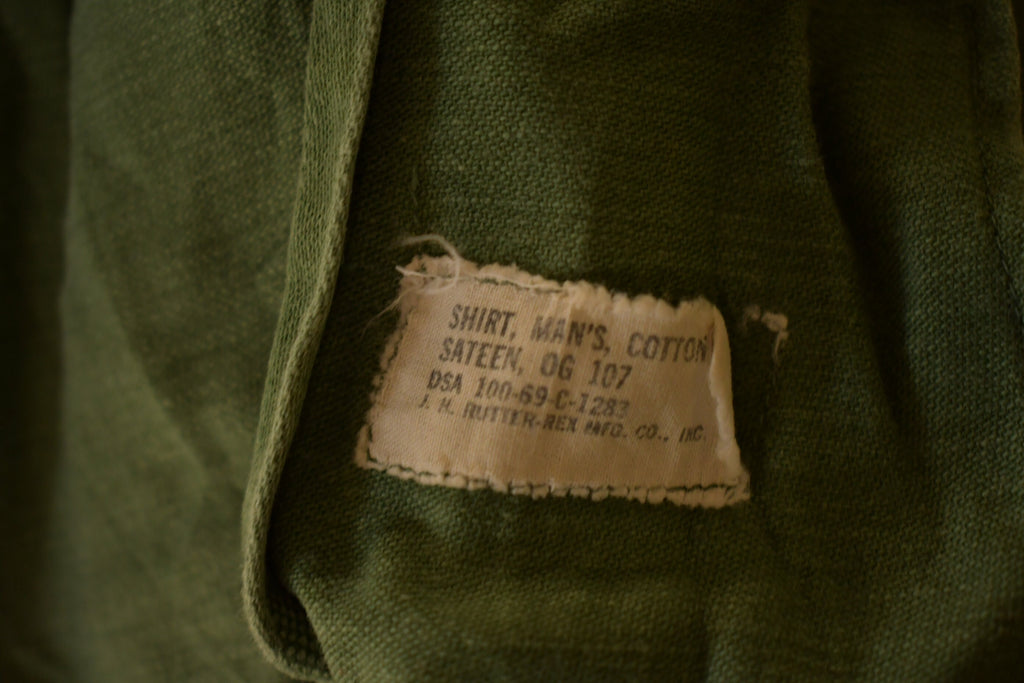 SHIRT, MAN'S, COTTON
SATEEN, OG 107
DSA 100-69-C-1283
J. H. RUTTER-REX MFG. CO., INC.